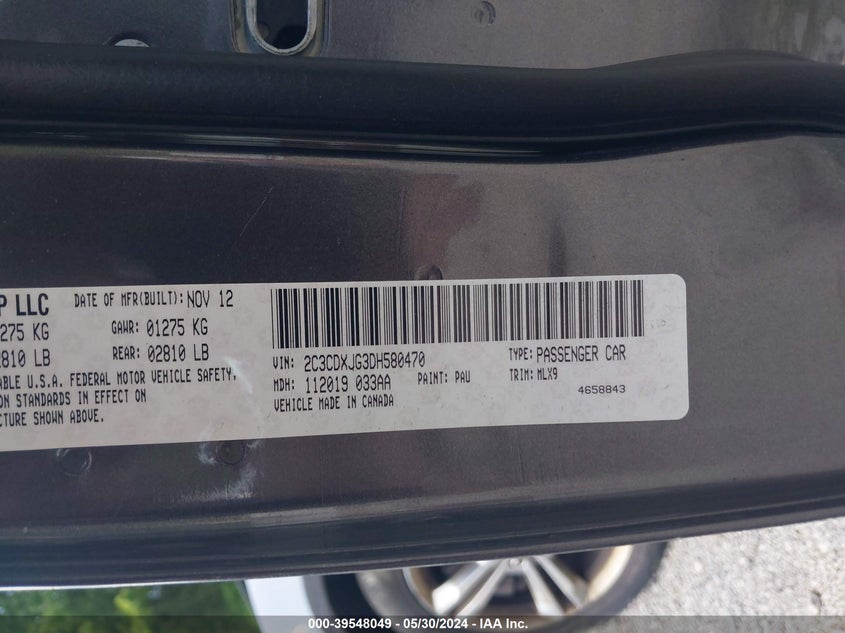 P LLC DATE OF MFR(BUILT): NOV 12
275 KG GAWR: 01275 KG
2810 LB REAR: 02810 LB
ABLE U.S.A. FEDERAL MOTOR VEHICLE SAFETY,
ON STANDARDS IN EFFECT ON
CTURE SHOWN ABOVE.
VIN: 2C3CDXJG3DH580470 TYPE: PASSENGER CAR
MDH: 112019 033AA PAINT: PAU TRIM: MLX9
VEHICLE MADE IN CANADA 4658843
000-39548049 — 05/30/2024 — IAA Inc.